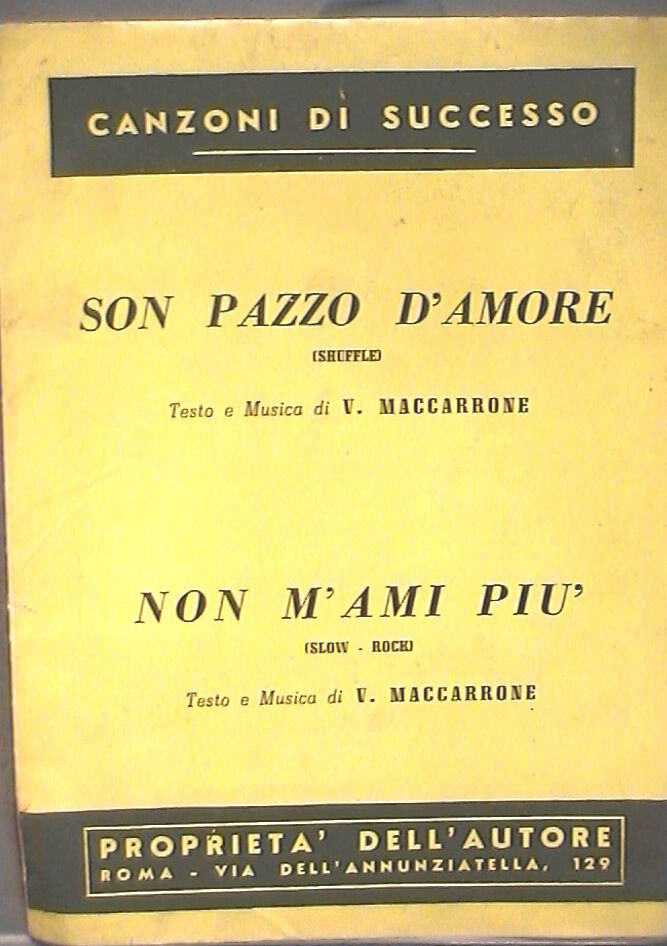 CANZONI DI SUCCESSO
SON PAZZO D'AMORE
(SHUFFLE)
Testo e Musica di V. MACCARRONE
NON M'AMI PIU'
(SLOW - ROCK)
Testo e Musica di V. MACCARRONE
PROPRIETA' DELL'AUTORE
ROMA - VIA DELL'ANNUNZIATELLA, 129